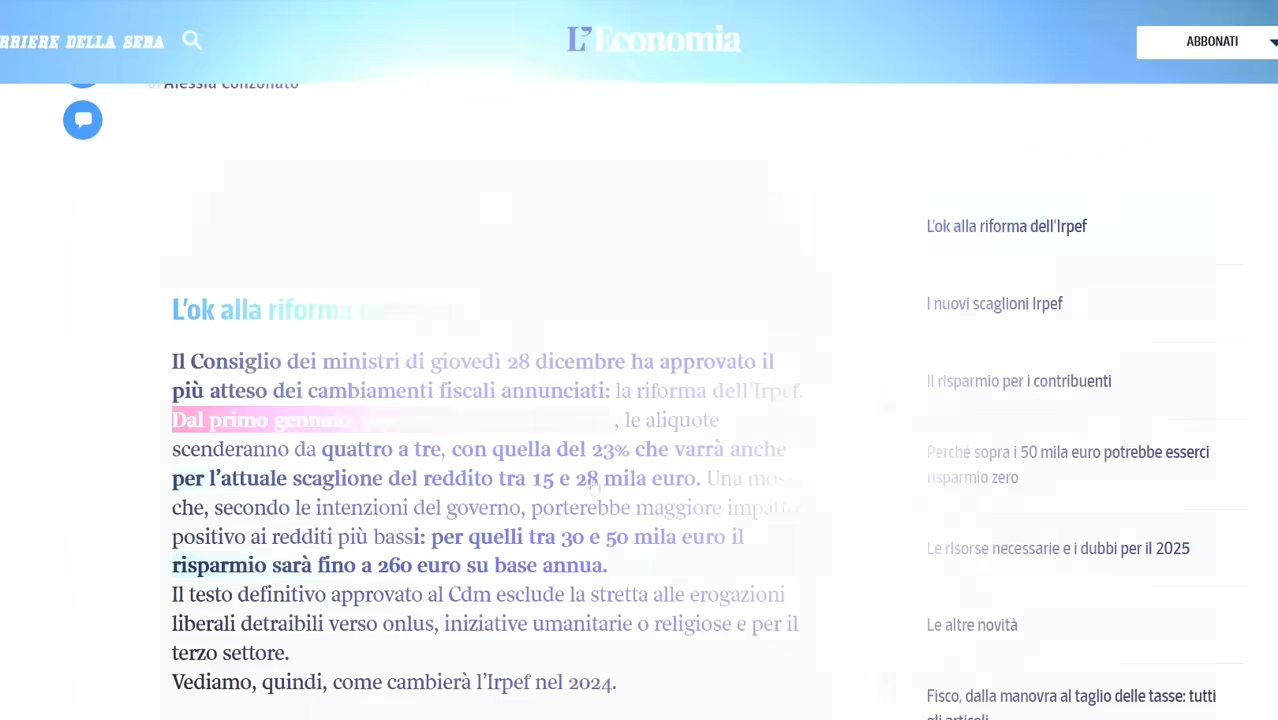 RRIERE DELLA SERA
L'Economia
ABBONATI
di Alessia Conzonato
L'ok alla riforma
Il Consiglio dei ministri di giovedì 28 dicembre ha approvato il
più atteso dei cambiamenti fiscali annunciati: la riforma dell'Irpef.
Dal primo gennaio , le aliquote
scenderanno da quattro a tre, con quella del 23% che varrà anche
per l'attuale scaglione del reddito tra 15 e 28 mila euro. Una
che, secondo le intenzioni del governo, porterebbe maggiore impatto
positivo ai redditi più bassi: per quelli tra 30 e 50 mila euro il
risparmio sarà fino a 260 euro su base annua.
Il testo definitivo approvato al Cdm esclude la stretta alle erogazioni
liberali detraibili verso onlus, iniziative umanitarie o religiose e per il
terzo settore.
Vediamo, quindi, come cambierà l'Irpef nel 2024.
L'ok alla riforma dell'Irpef
I nuovi scaglioni Irpef
Il risparmio per i contribuenti
Perché sopra i 50 mila euro potrebbe esserci
risparmio zero
Le risorse necessarie e i dubbi per il 2025
Le altre novità
Fisco, dalla manovra al taglio delle tasse: tutti
gli articoli